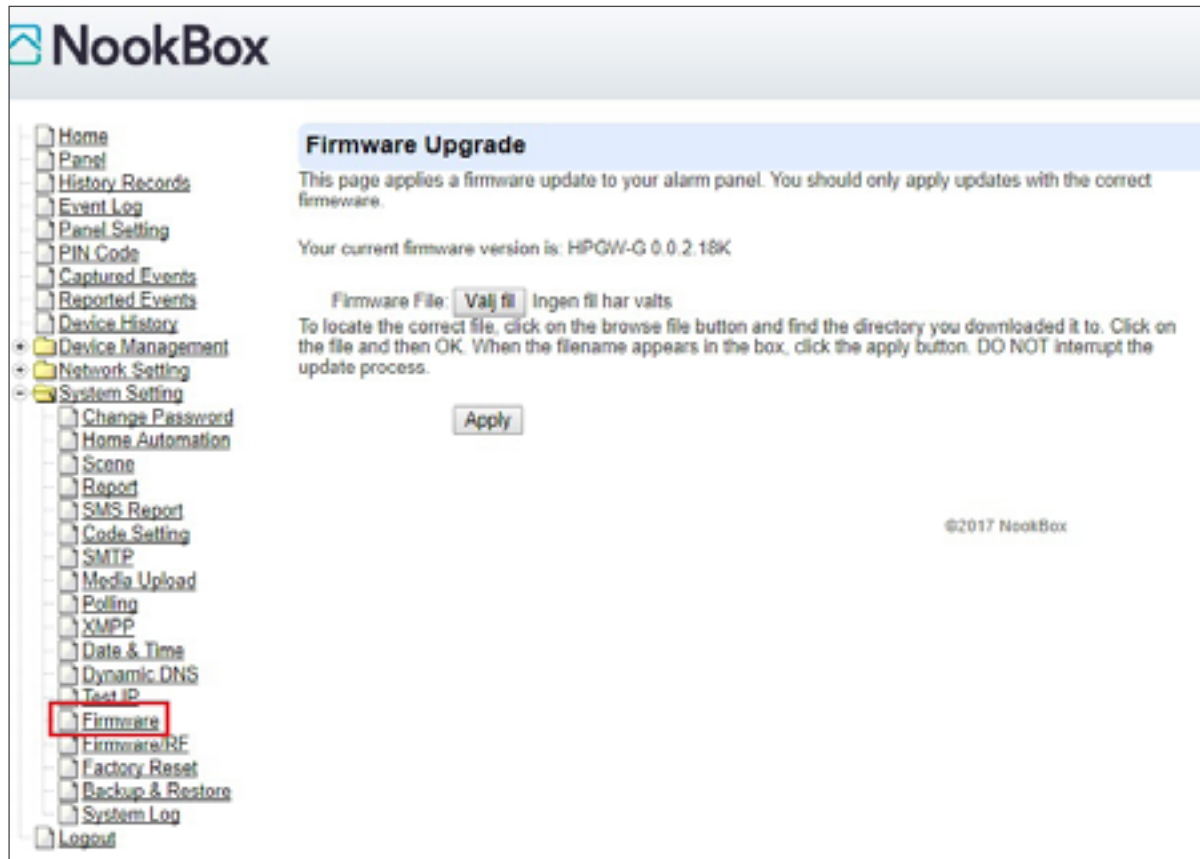 NookBox
Home
Panel
History Records
Event Log
Panel Setting
PIN Code
Captured Events
Reported Events
Device History
Device Management
Network Setting
System Setting
Change Password
Home Automation
Scene
Report
SMS Report
Code Setting
SMTP
Media Upload
Polling
XMPP
Date & Time
Dynamic DNS
Test IP
Firmware
Firmware/RF
Factory Reset
Backup & Restore
System Log
Logout
Firmware Upgrade
This page applies a firmware update to your alarm panel. You should only apply updates with the correct
firmeware.
Your current firmware version is: HPGW-G 0.0.2.18K
Firmware File: Välj fil Ingen fil har valts
To locate the correct file, click on the browse file button and find the directory you downloaded it to. Click on
the file and then OK. When the filename appears in the box, click the apply button. DO NOT interrupt the
update process.
Apply
©2017 NookBox